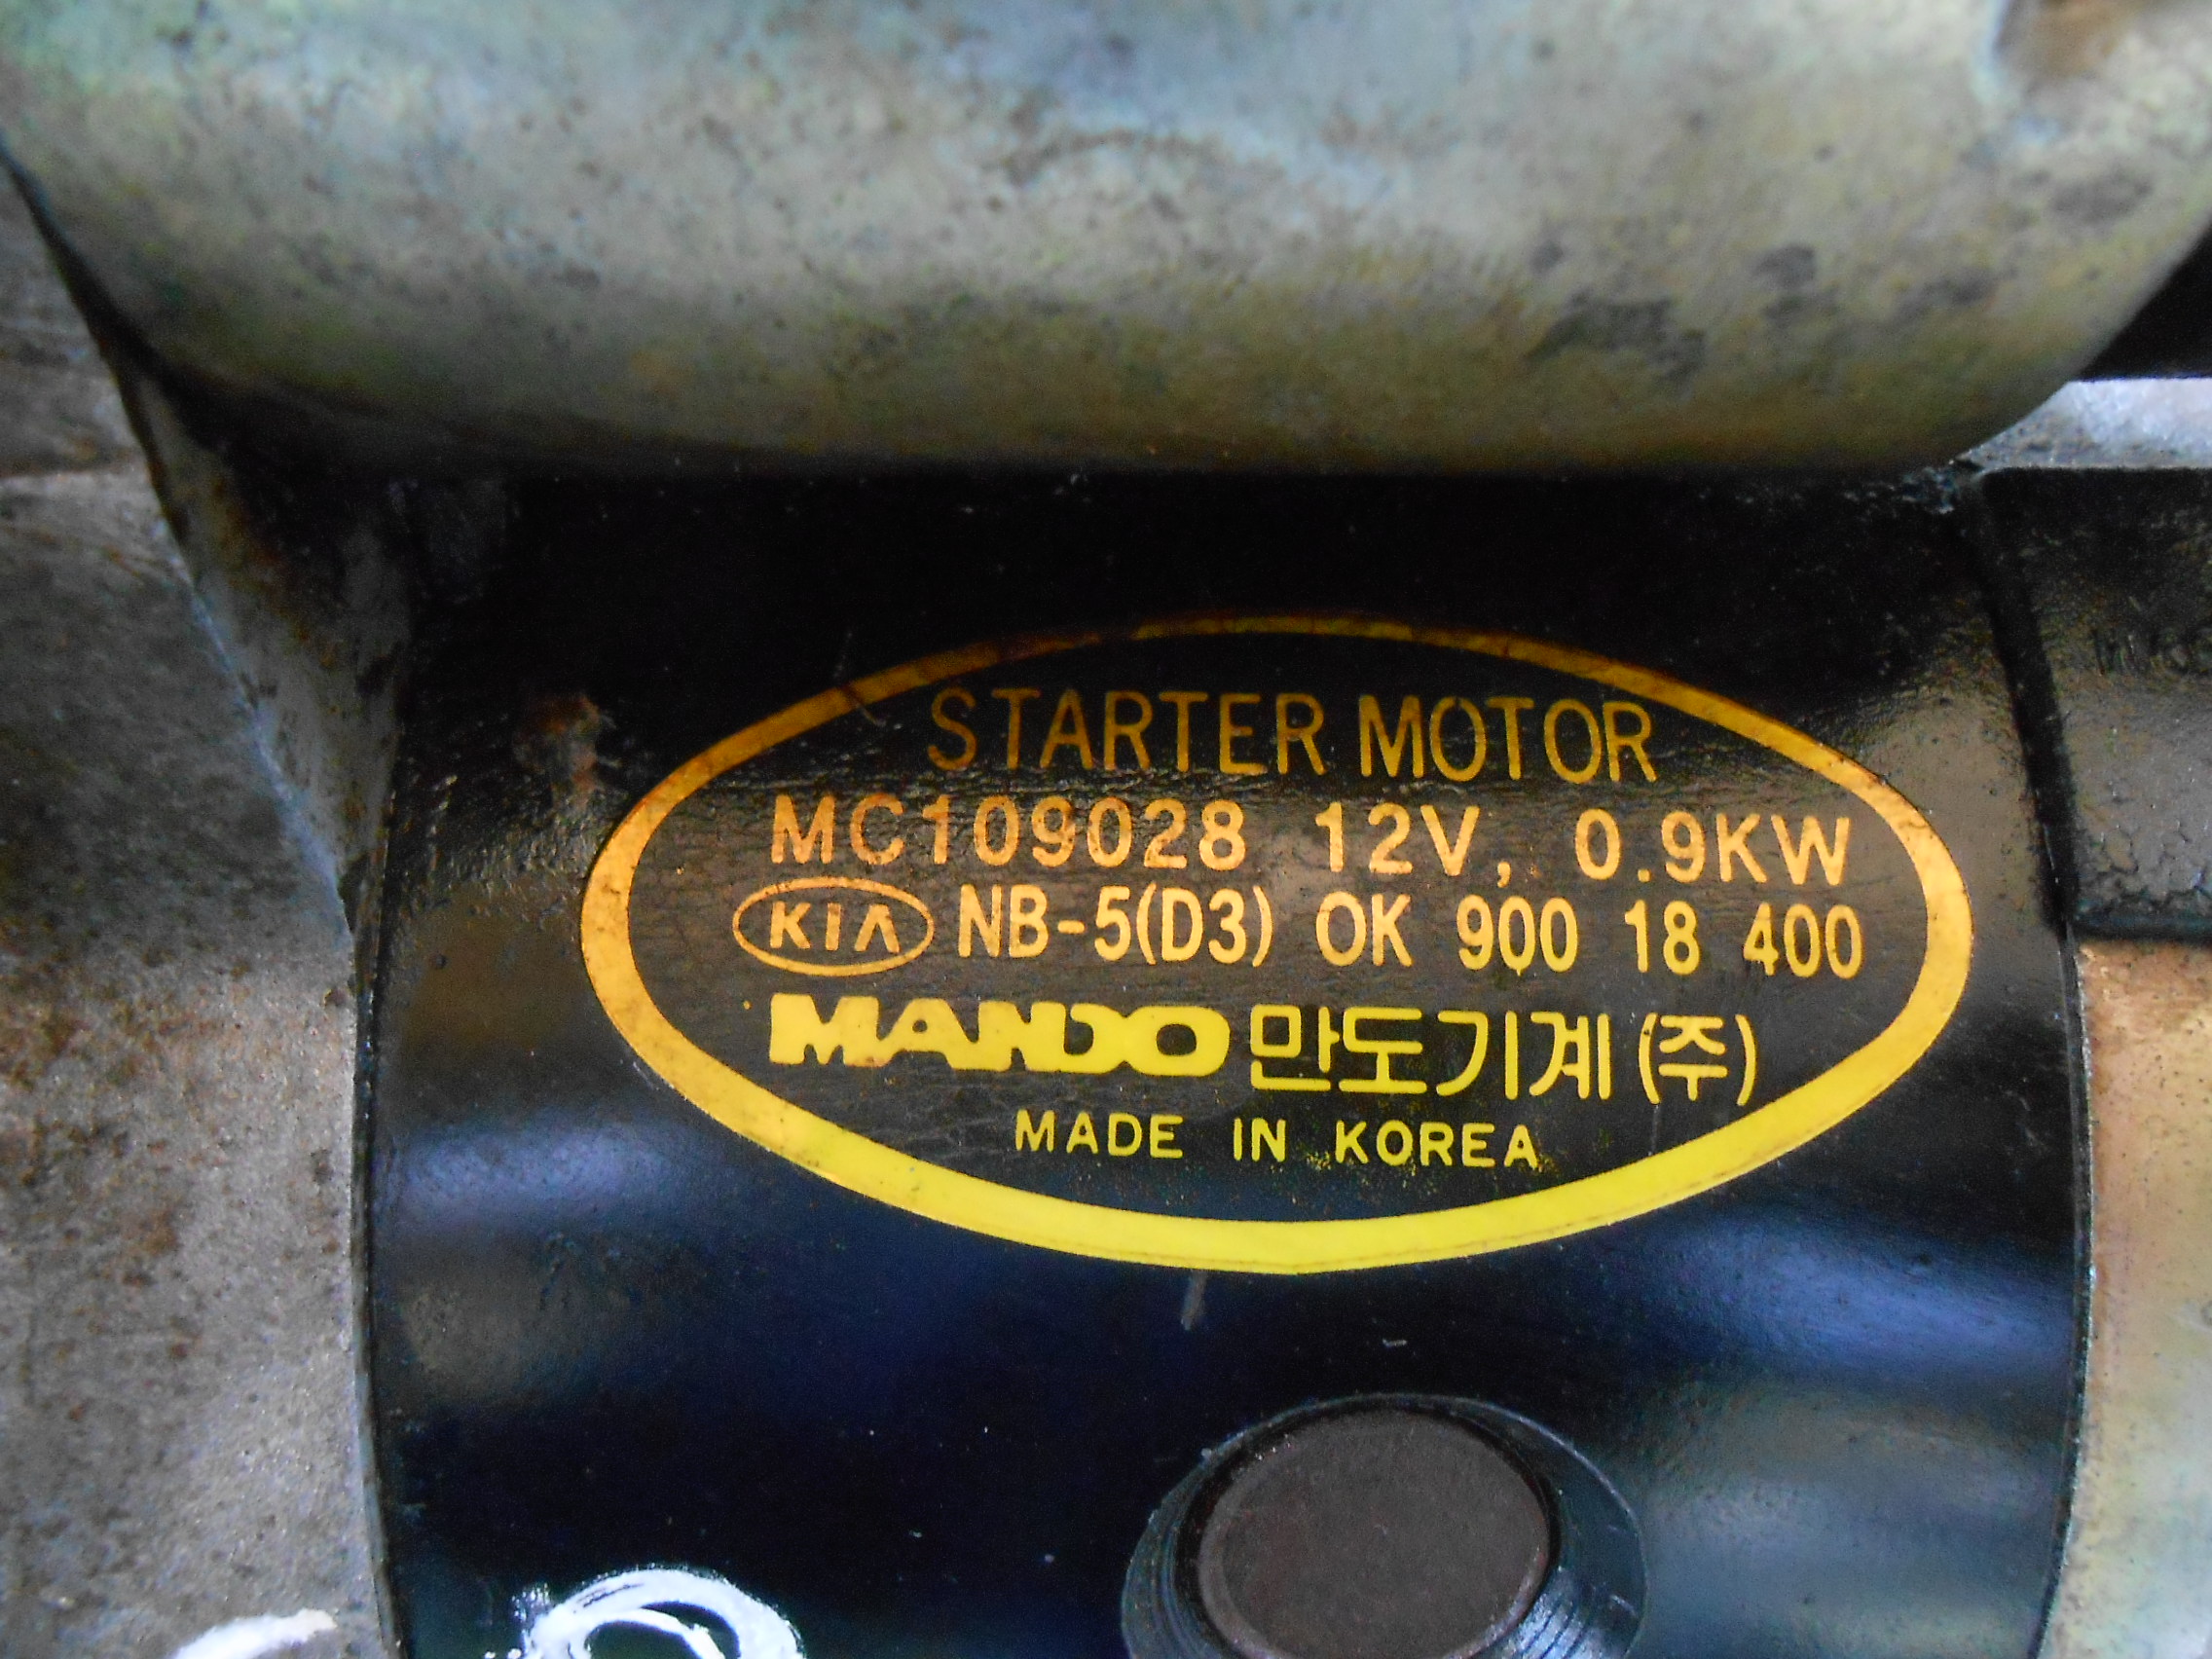 STARTER MOTOR
MC109028 12V, 0.9KW
KIA NB-5(D3) OK 900 18 400
MANDO 만도기계(주)
MADE IN KOREA